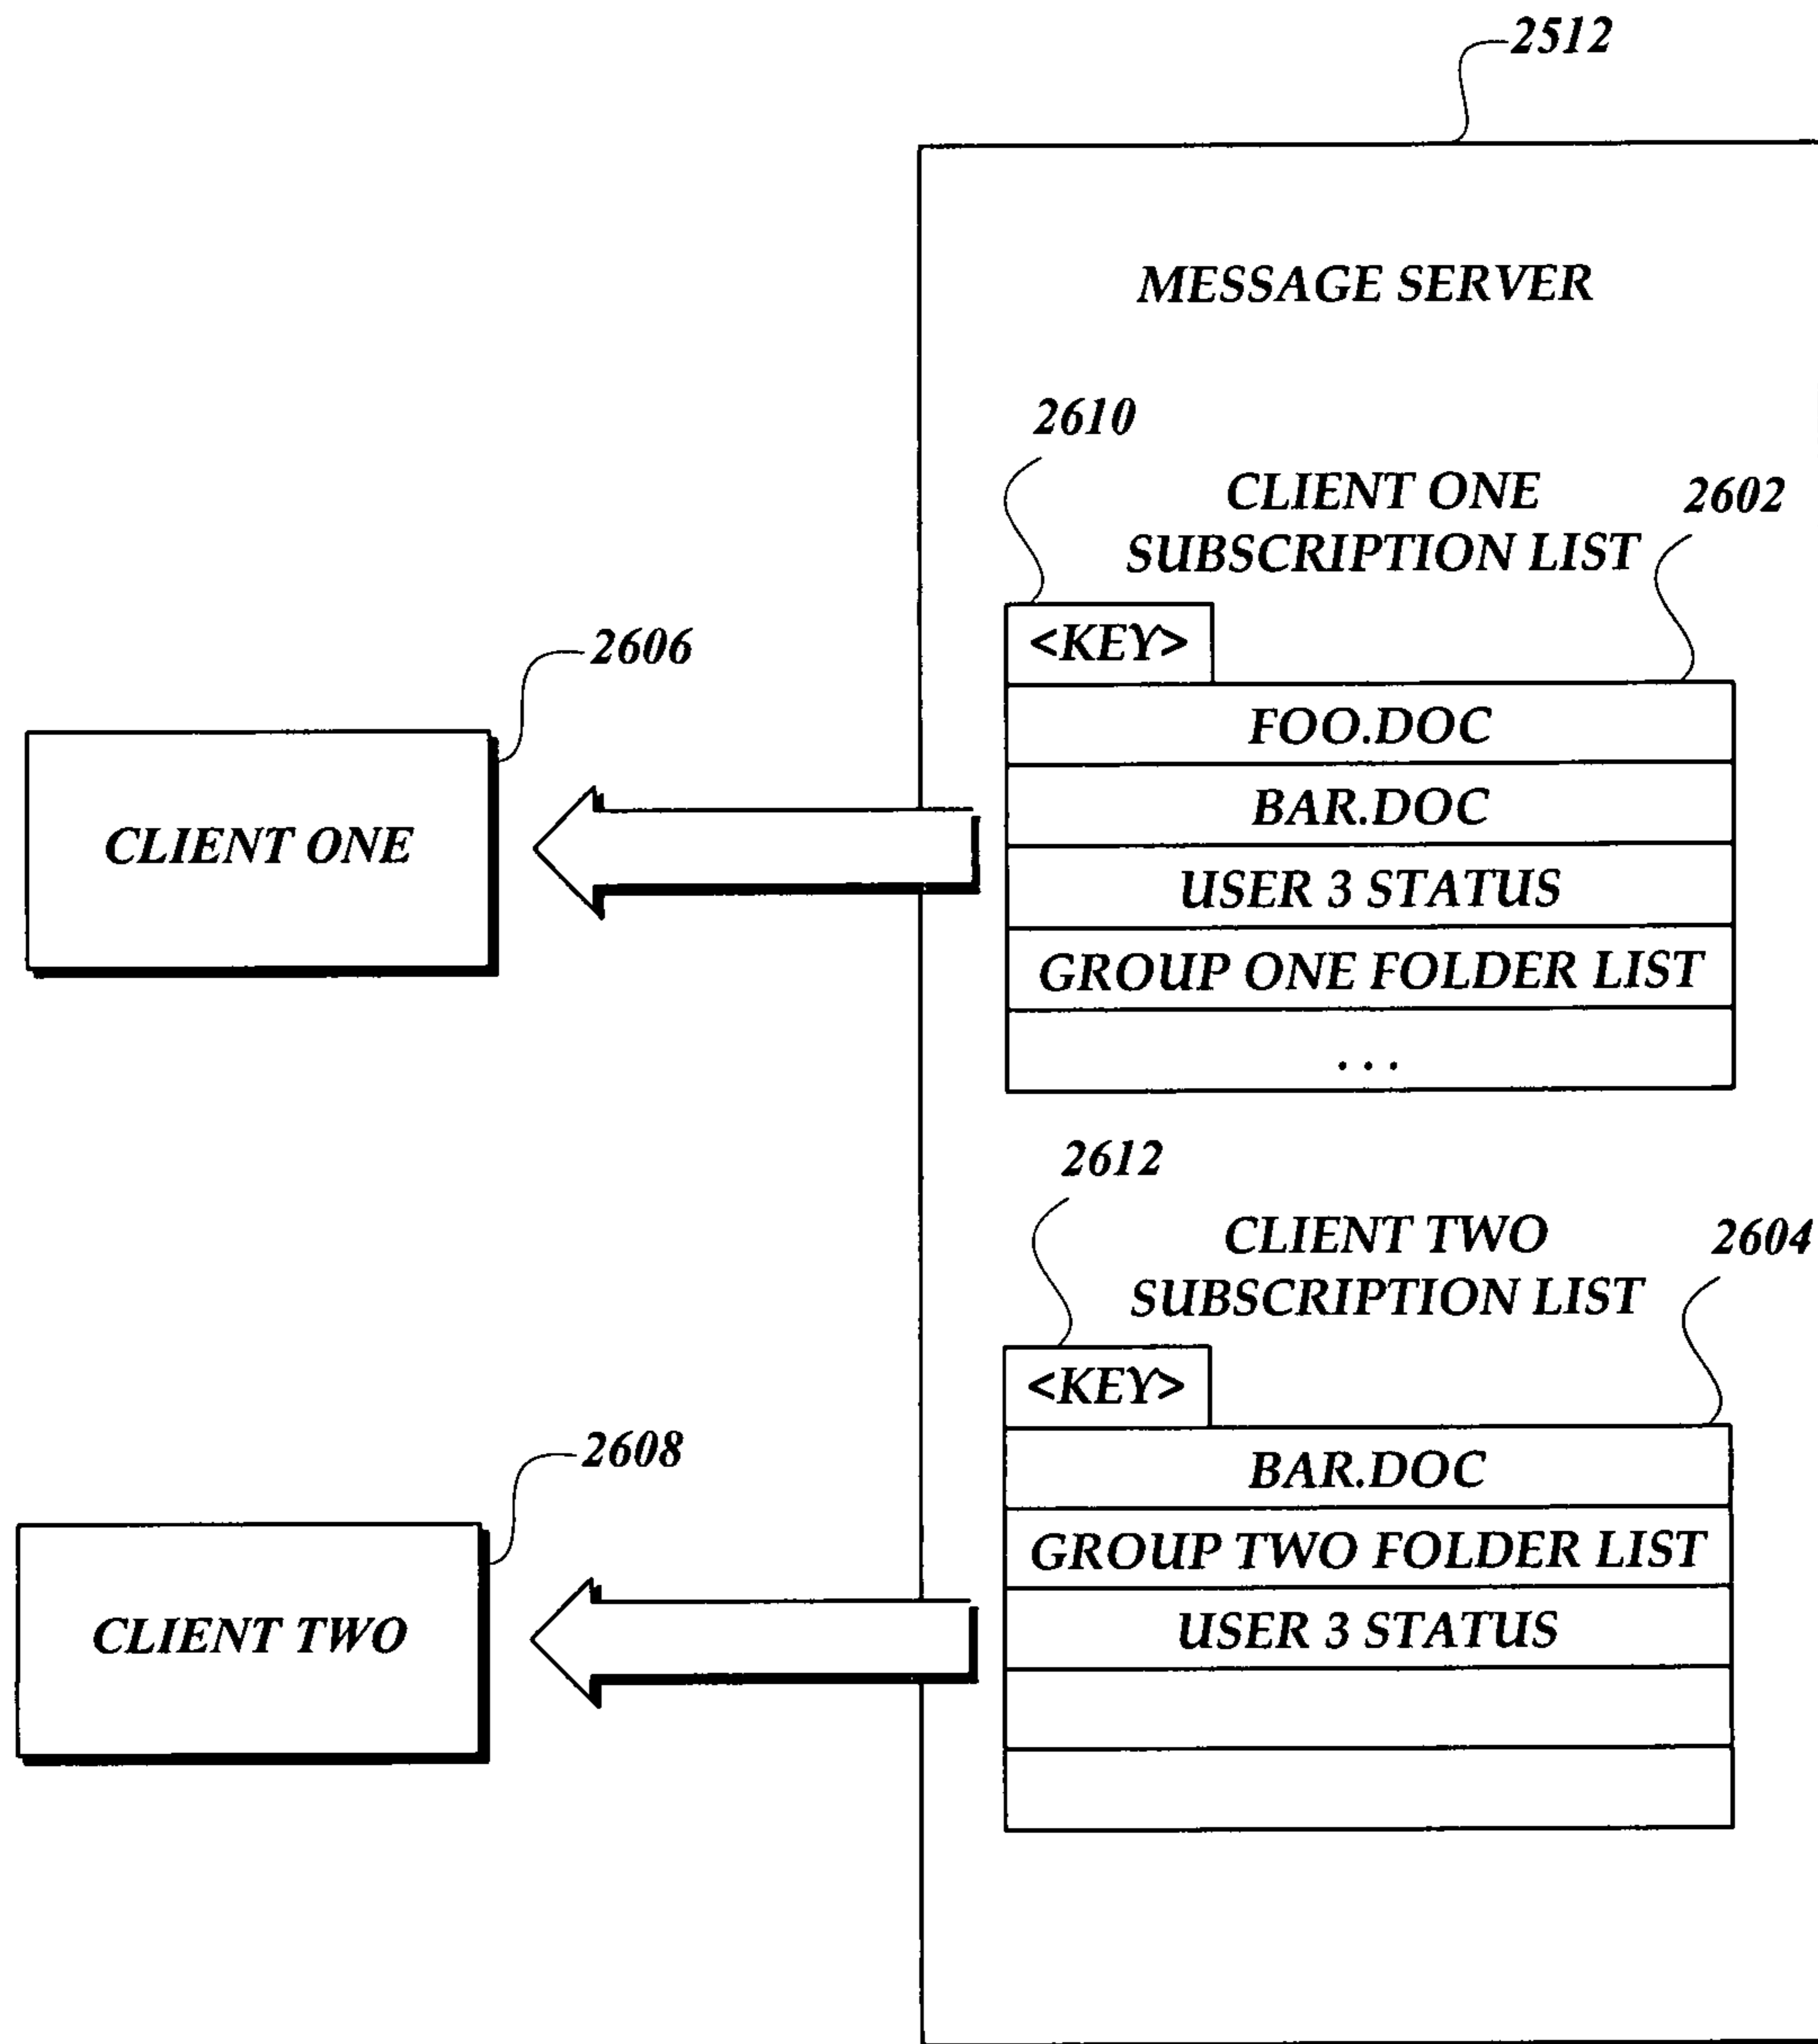 2512
MESSAGE SERVER
2610
CLIENT ONE
SUBSCRIPTION LIST
2602
<KEY>
FOO.DOC
BAR.DOC
USER 3 STATUS
GROUP ONE FOLDER LIST
. . .
2606
CLIENT ONE
2612
CLIENT TWO
SUBSCRIPTION LIST
2604
<KEY>
BAR.DOC
GROUP TWO FOLDER LIST
USER 3 STATUS
2608
CLIENT TWO